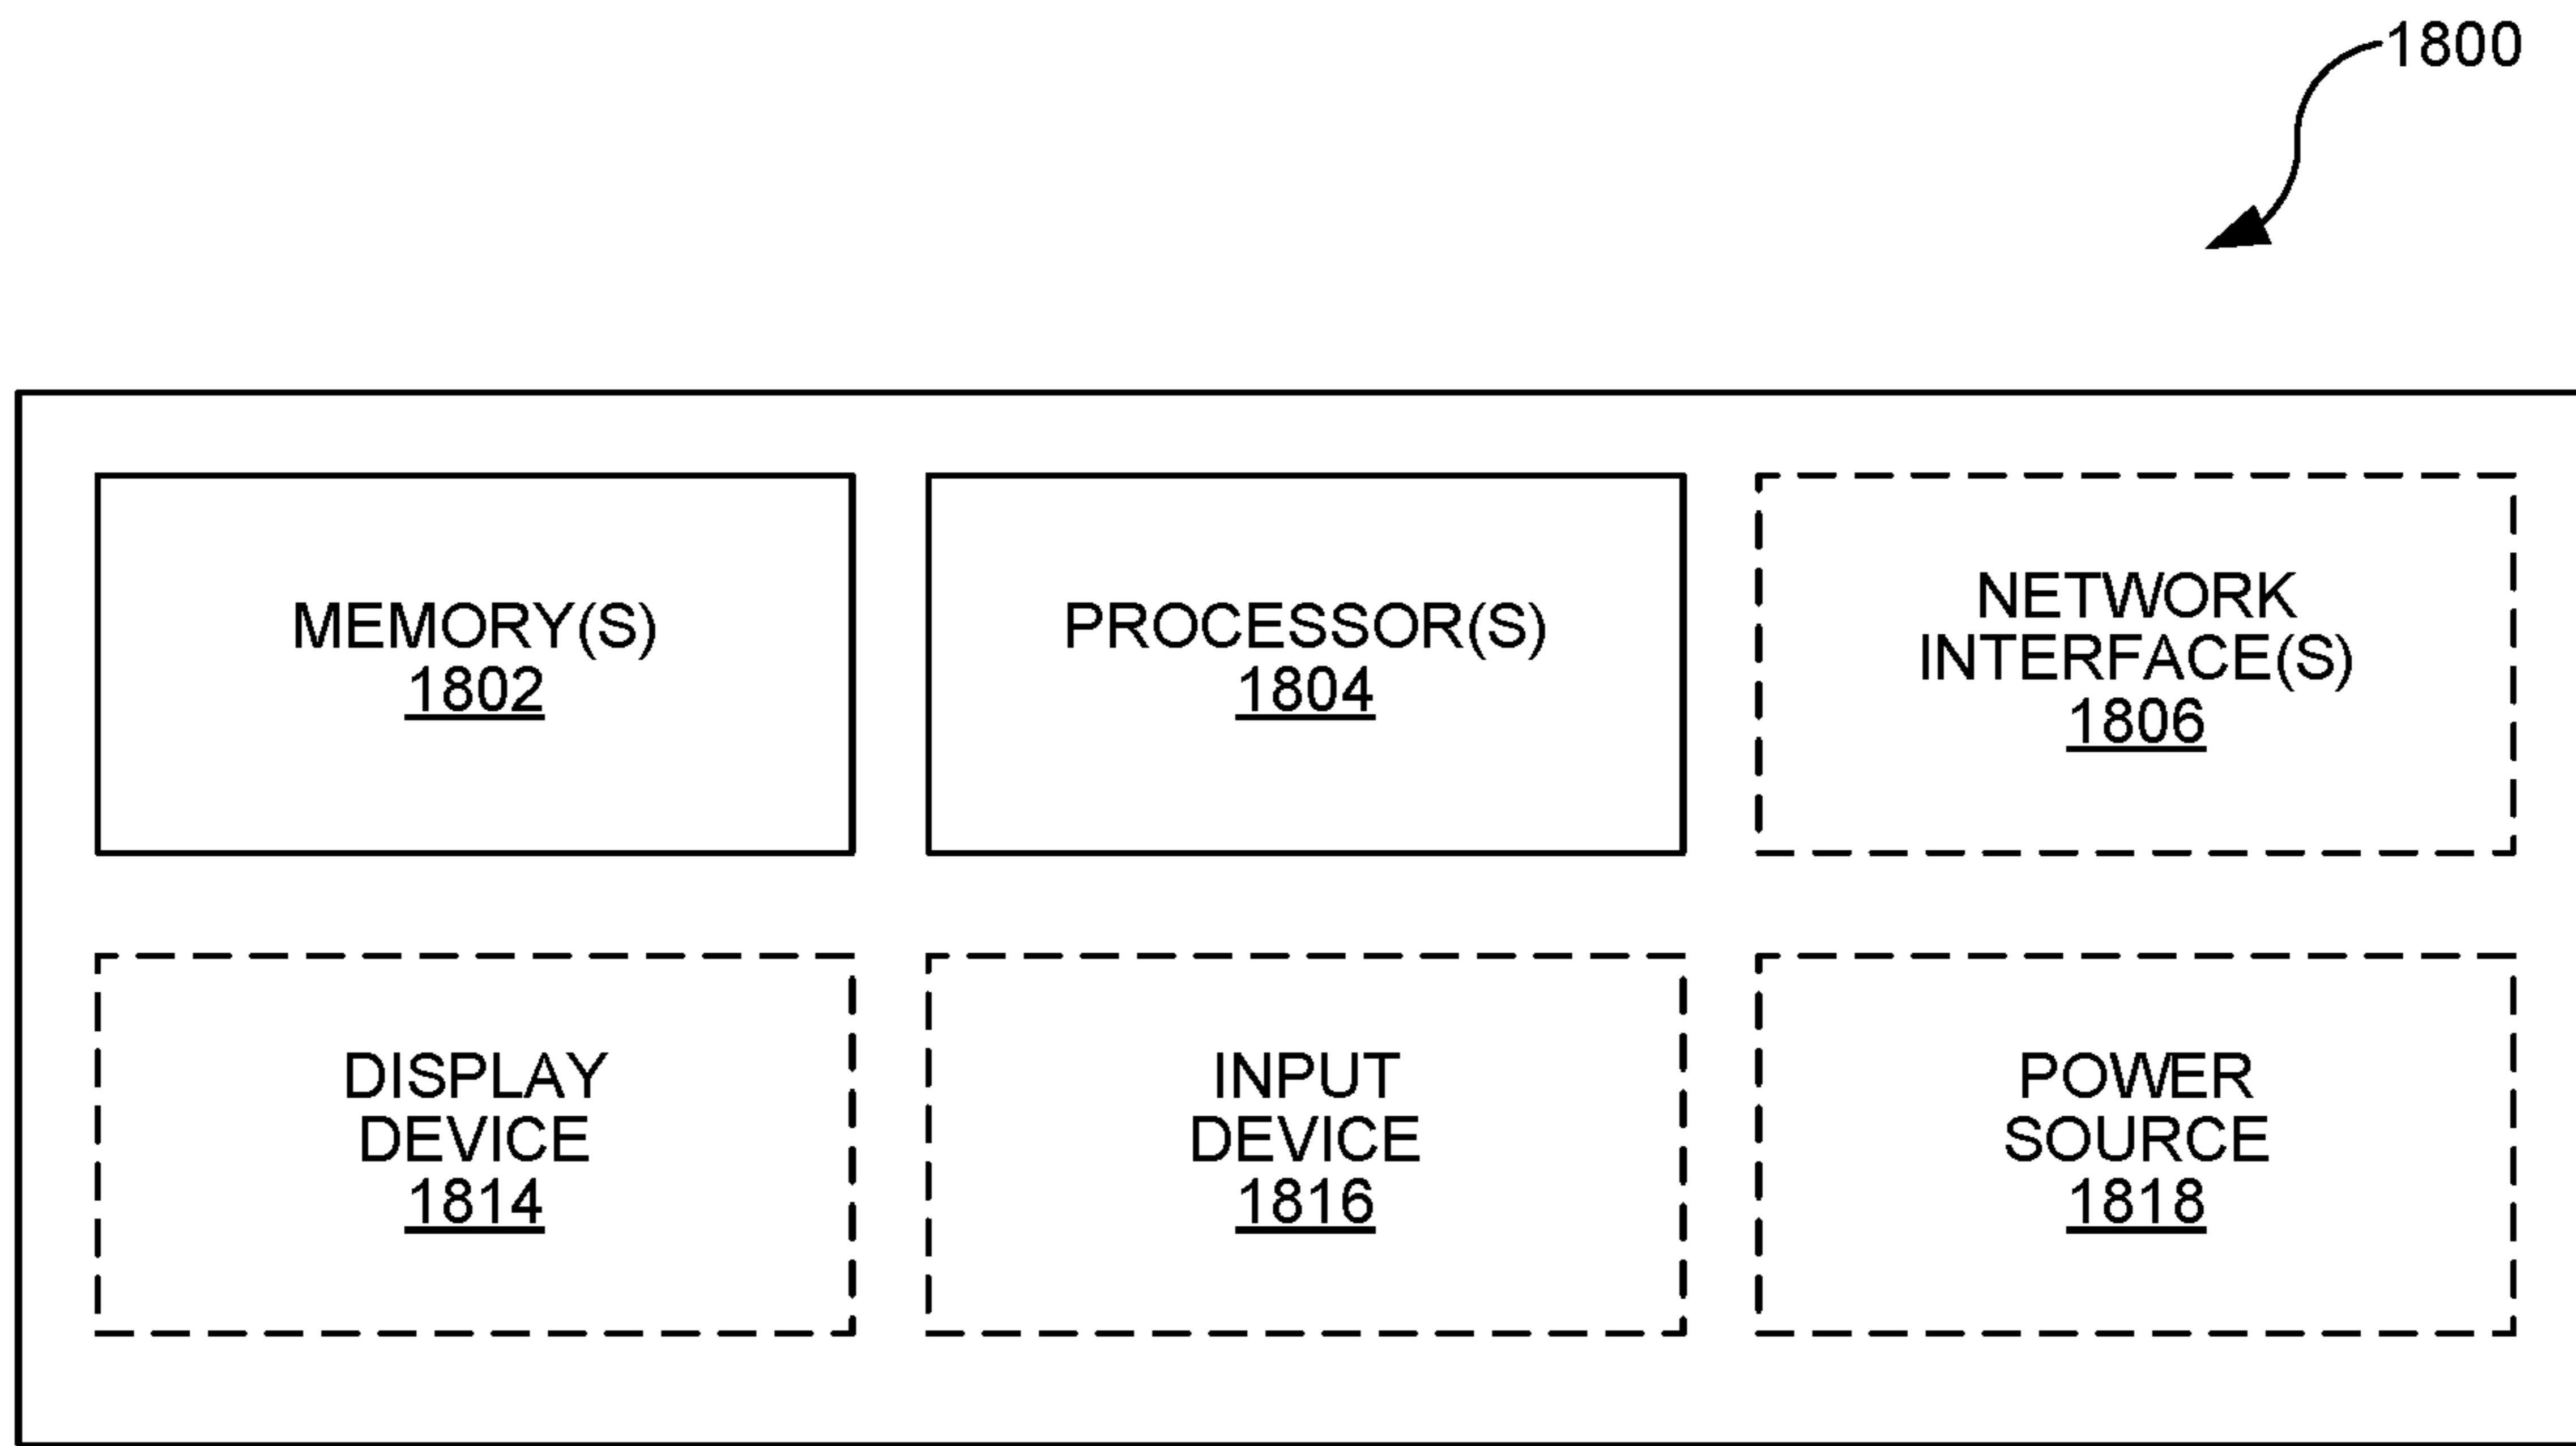 1800
MEMORY(S)
1802
PROCESSOR(S)
1804
NETWORK
INTERFACE(S)
1806
DISPLAY
DEVICE
1814
INPUT
DEVICE
1816
POWER
SOURCE
1818